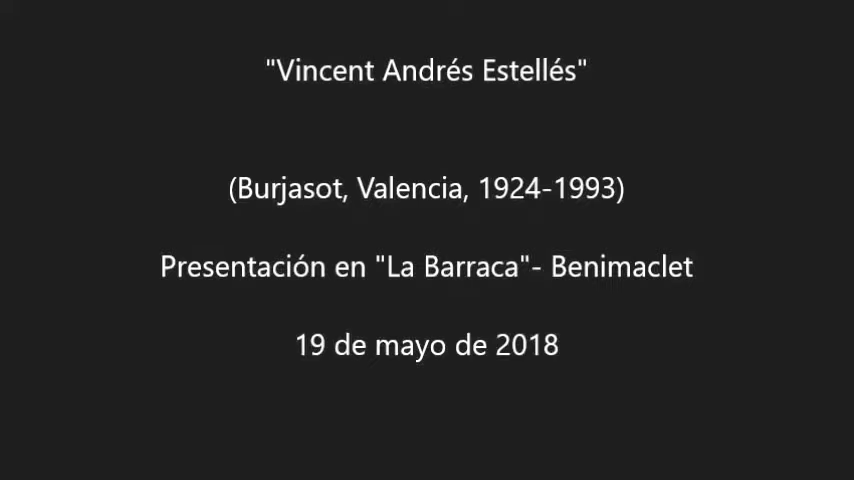 "Vincent Andrés Estellés"
(Burjasot, Valencia, 1924-1993)
Presentación en "La Barraca"- Benimaclet
19 de mayo de 2018